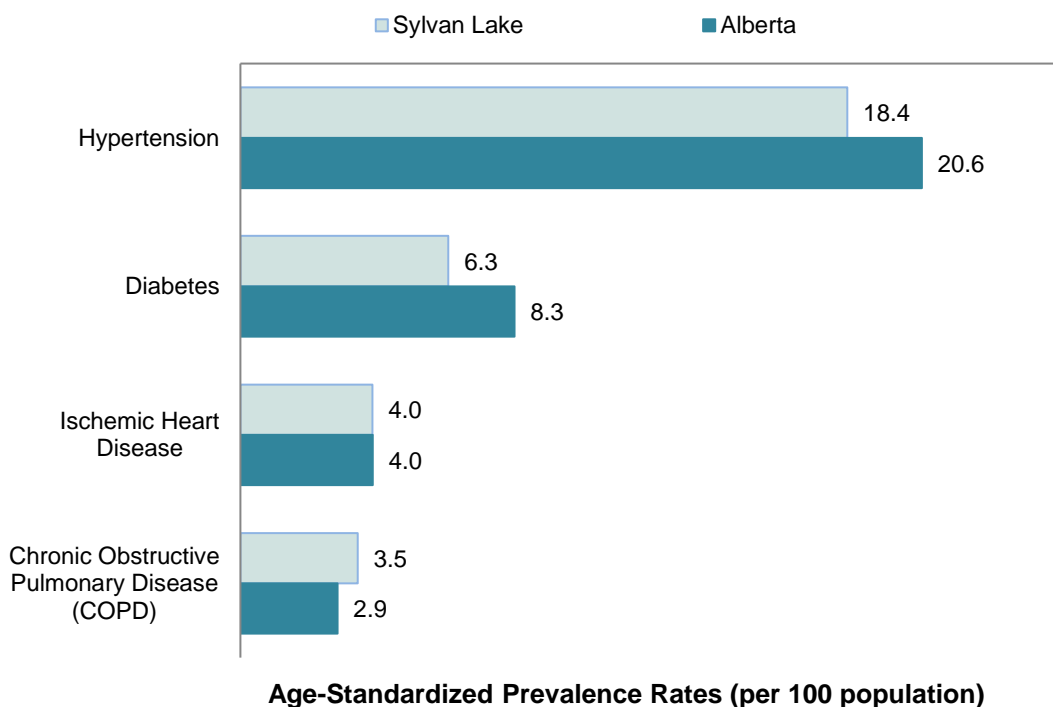 Sylvan Lake
Alberta
Hypertension
18.4
20.6
Diabetes
6.3
8.3
Ischemic Heart
Disease
4.0
4.0
Chronic Obstructive
Pulmonary Disease
(COPD)
3.5
2.9
Age-Standardized Prevalence Rates (per 100 population)